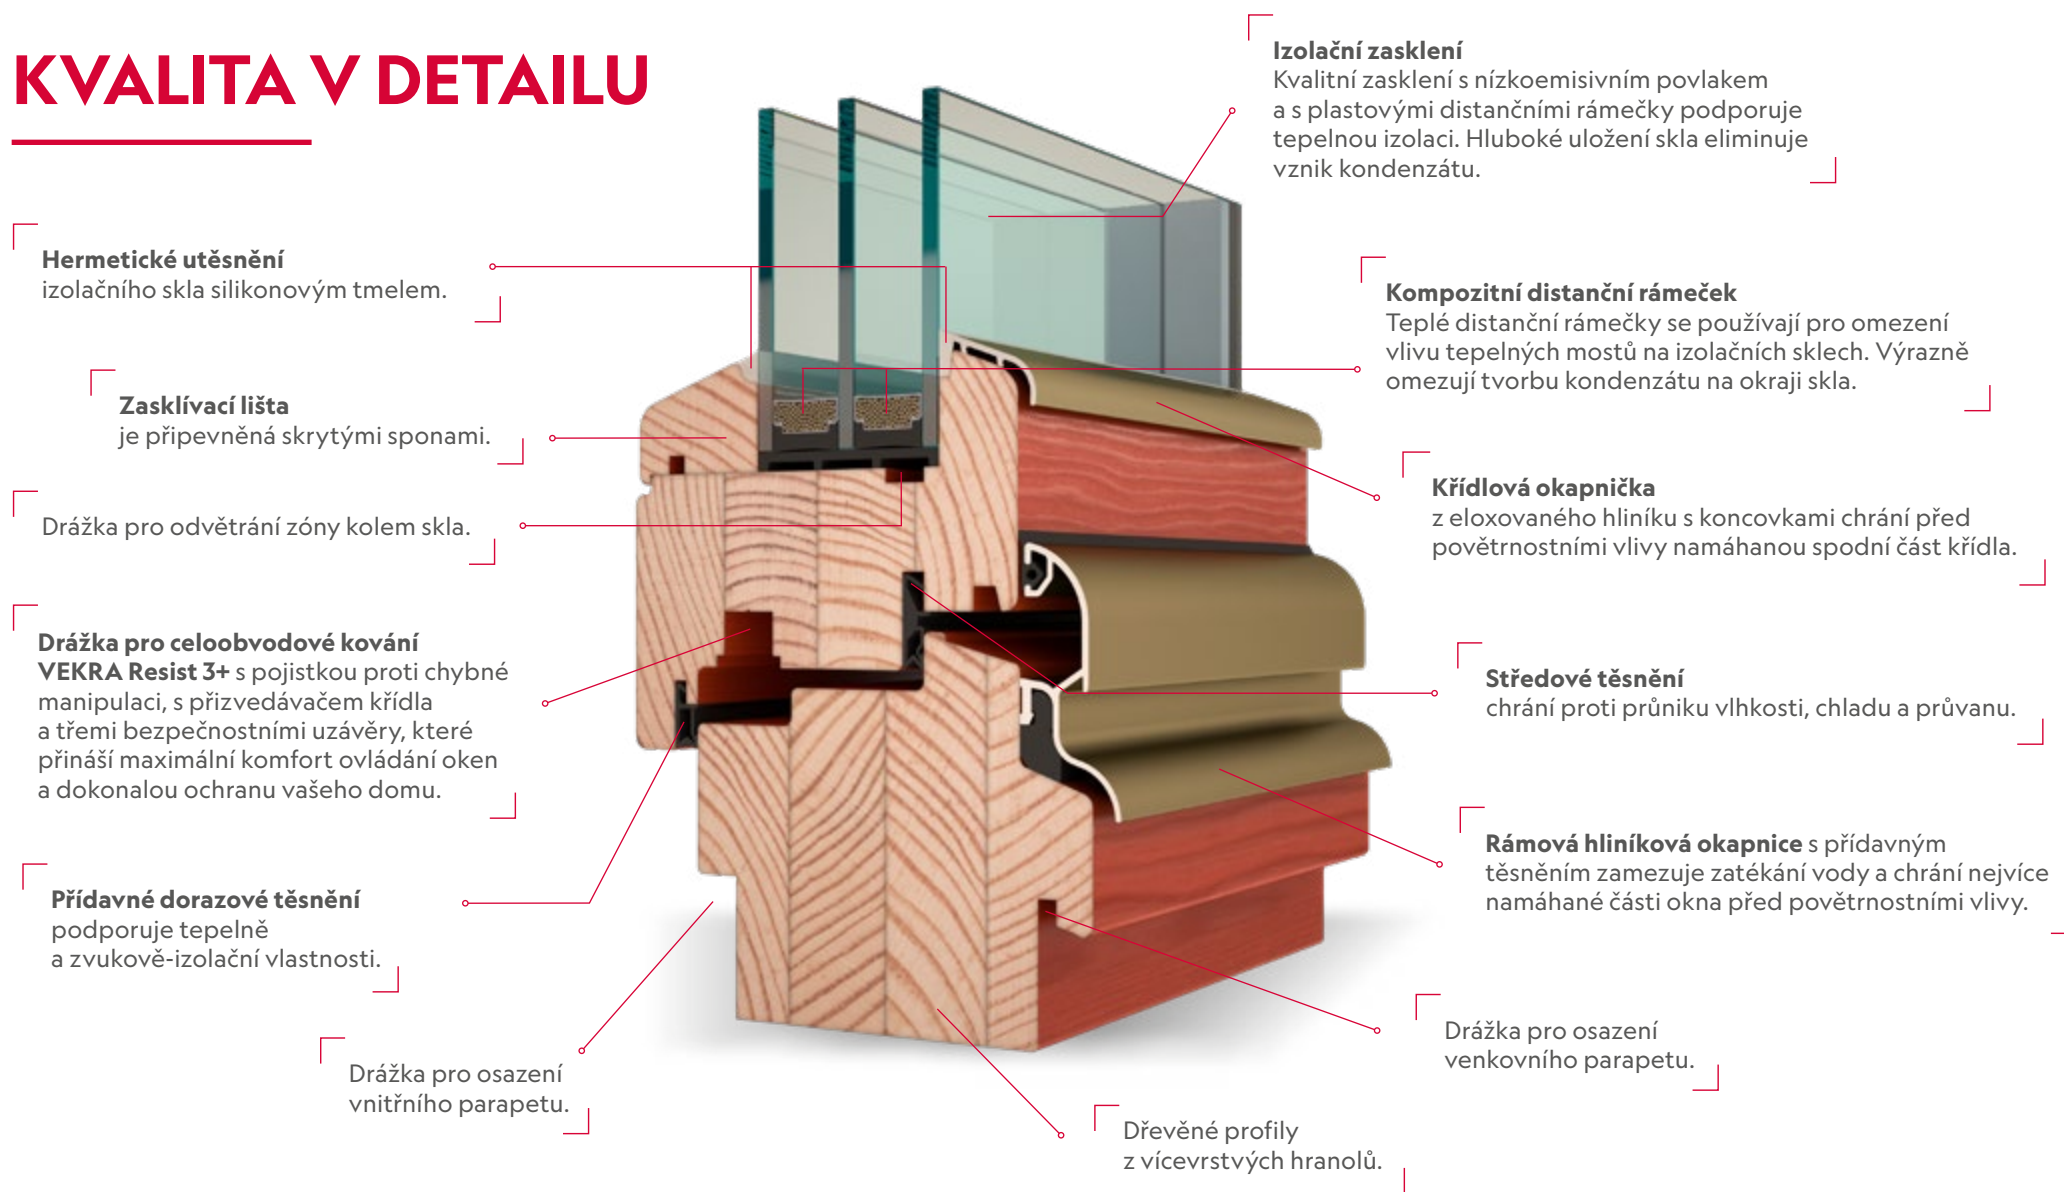 KVALITA V DETAILU
Izolační zasklení
Kvalitní zasklení s nízkoemisivním povlakem
a s plastovými distančními rámečky podporuje
tepelnou izolaci. Hluboké uložení skla eliminuje
vznik kondenzátu.
Hermetické utěsnění
izolačního skla silikonovým tmelem.
Kompozitní distanční rámeček
Teplé distanční rámečky se používají pro omezení
vlivu tepelných mostů na izolačních sklech. Výrazně
omezují tvorbu kondenzátu na okraji skla.
Zasklívací lišta
je připevněná skrytými sponami.
Křídlová okapnička
z eloxovaného hliníku s koncovkami chrání před
povětrnostními vlivy namáhanou spodní část křídla.
Drážka pro odvětrání zóny kolem skla.
Drážka pro celoobvodové kování
VEKRA Resist 3+ s pojistkou proti chybné
manipulaci, s přizvedávačem křídla
a třemi bezpečnostními uzávěry, které
přináší maximální komfort ovládání oken
a dokonalou ochranu vašeho domu.
Středové těsnění
chrání proti průniku vlhkosti, chladu a průvanu.
Rámová hliníková okapnice s přídavným
těsněním zamezuje zatékání vody a chrání nejvíce
namáhané části okna před povětrnostními vlivy.
Přídavné dorazové těsnění
podporuje tepelně
a zvukově-izolační vlastnosti.
Drážka pro osazení
venkovního parapetu.
Drážka pro osazení
vnitřního parapetu.
Dřevěné profily
z vícevrstvých hranolů.